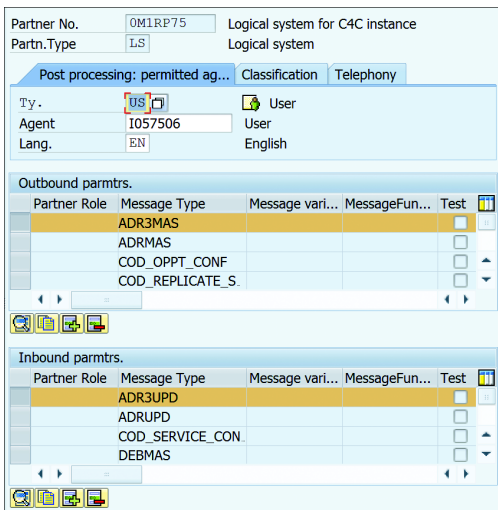 Partner No. 0M1RP75 Logical system for C4C instance
Partn.Type LS Logical system
Post processing: permitted ag... Classification Telephony
Ty. US User
Agent I057506 User
Lang. EN English
Outbound parmtrs.
Partner Role Message Type Message vari... MessageFun... Test
ADR3MAS
ADRMAS
COD_OPPT_CONF
COD_REPLICATE_S..
Inbound parmtrs.
Partner Role Message Type Message vari... MessageFun... Test
ADR3UPD
ADRUPD
COD_SERVICE_CON..
DEBMAS